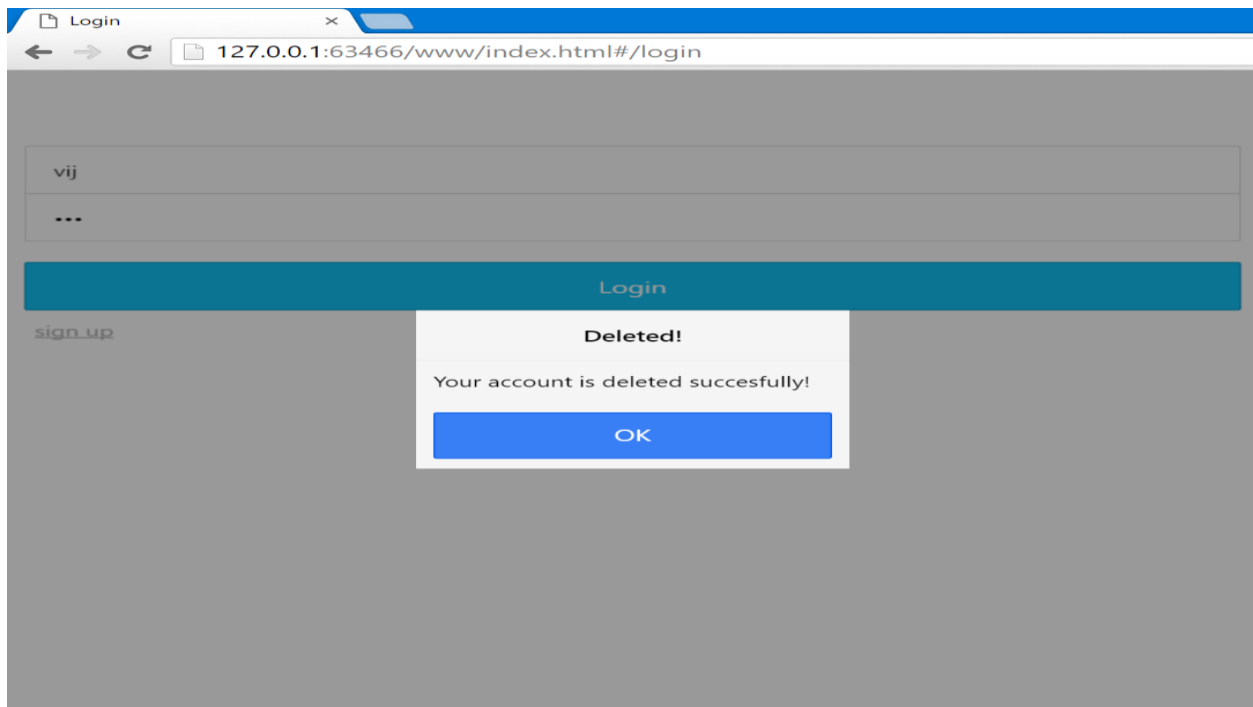 Login
127.0.0.1:63466/www/index.html#/login
vij
•••
Login
sign up
Deleted!
Your account is deleted succesfully!
OK